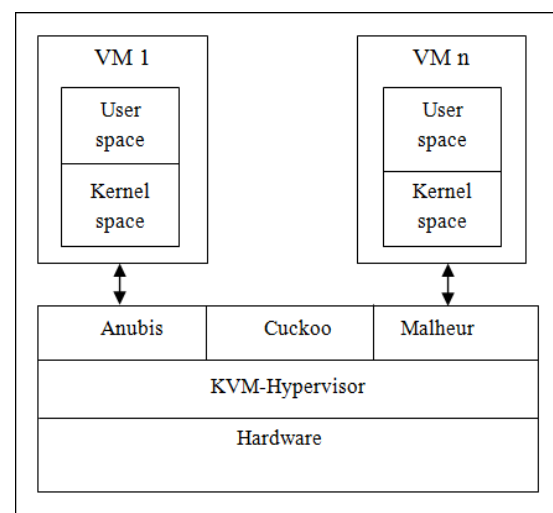 VM 1
User
space
Kernel
space
VM n
User
space
Kernel
space
Anubis
Cuckoo
Malheur
KVM-Hypervisor
Hardware